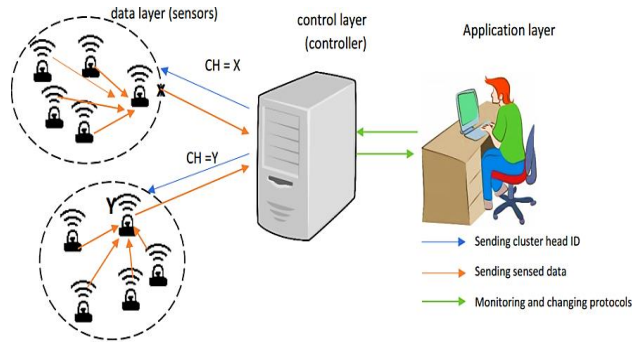 data layer (sensors)
control layer
(controller)
Application layer
CH = X
X
CH =Y
Y
Sending cluster head ID
Sending sensed data
Monitoring and changing protocols